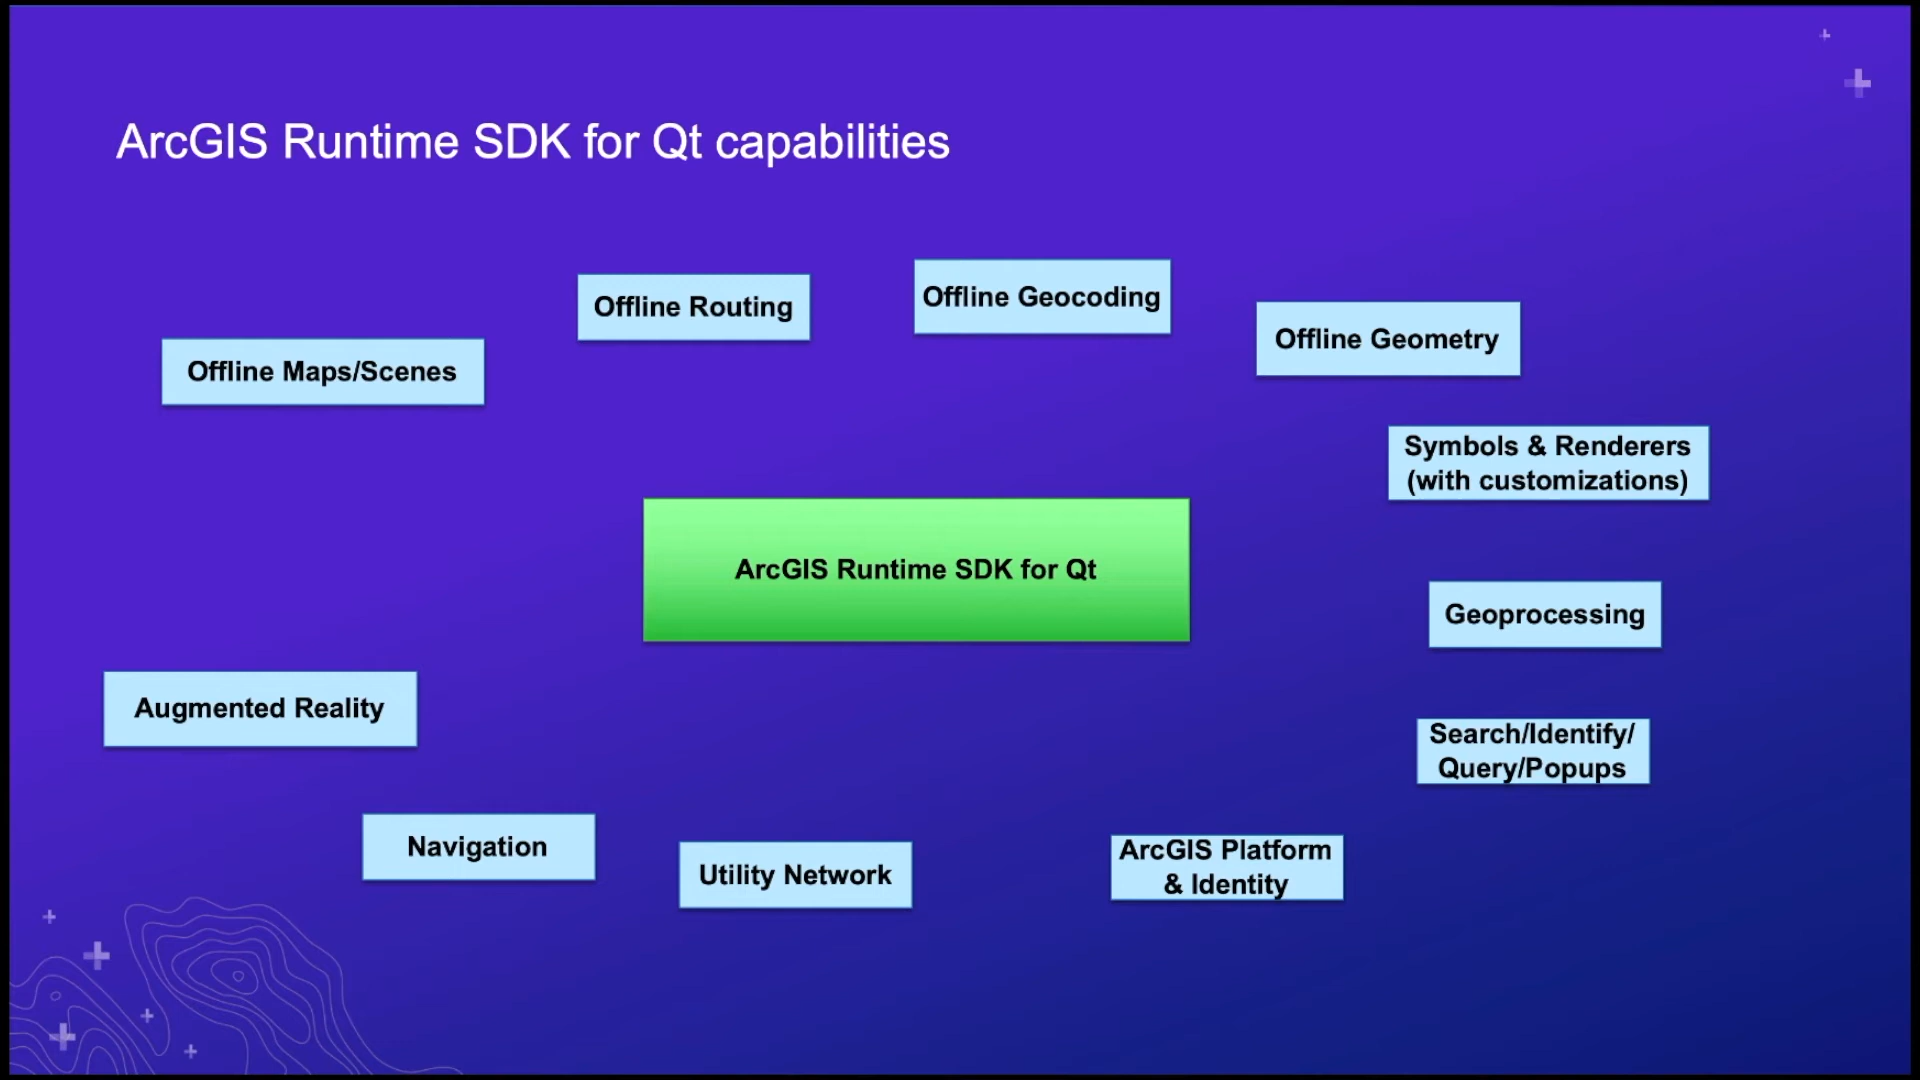 ArcGIS Runtime SDK for Qt capabilities
Offline Maps/Scenes
Offline Routing
Offline Geocoding
Offline Geometry
Symbols & Renderers
(with customizations)
ArcGIS Runtime SDK for Qt
Geoprocessing
Augmented Reality
Search/Identify/
Query/Popups
Navigation
Utility Network
ArcGIS Platform
& Identity